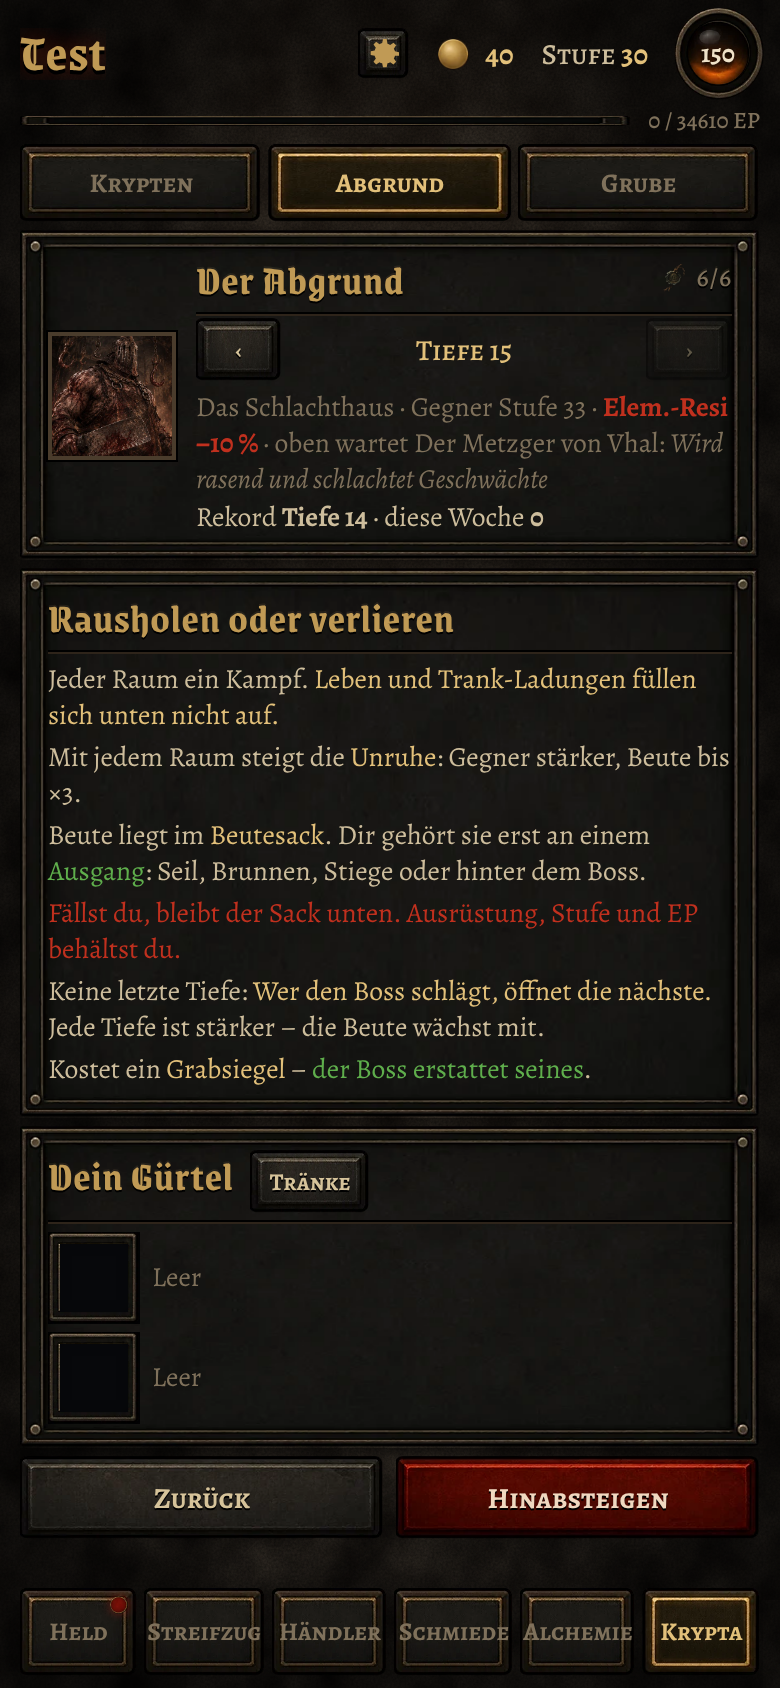 Test
40
Stufe 30
150
0 / 34610 EP
Krypten
Abgrund
Grube
Der Abgrund
6/6
‹
Tiefe 15
›
Das Schlachthaus · Gegner Stufe 33 · Elem.-Resi
−10 % · oben wartet Der Metzger von Vhal: Wird
rasend und schlachtet Geschwächte
Rekord Tiefe 14 · diese Woche 0
Rausholen oder verlieren
Jeder Raum ein Kampf. Leben und Trank-Ladungen füllen
sich unten nicht auf.
Mit jedem Raum steigt die Unruhe: Gegner stärker, Beute bis
×3.
Beute liegt im Beutesack. Dir gehört sie erst an einem
Ausgang: Seil, Brunnen, Stiege oder hinter dem Boss.
Fällst du, bleibt der Sack unten. Ausrüstung, Stufe und EP
behältst du.
Keine letzte Tiefe: Wer den Boss schlägt, öffnet die nächste.
Jede Tiefe ist stärker – die Beute wächst mit.
Kostet ein Grabsiegel – der Boss erstattet seines.
Dein Gürtel
Tränke
Leer
Leer
Zurück
Hinabsteigen
Held
Streifzug
Händler
Schmiede
Alchemie
Krypta